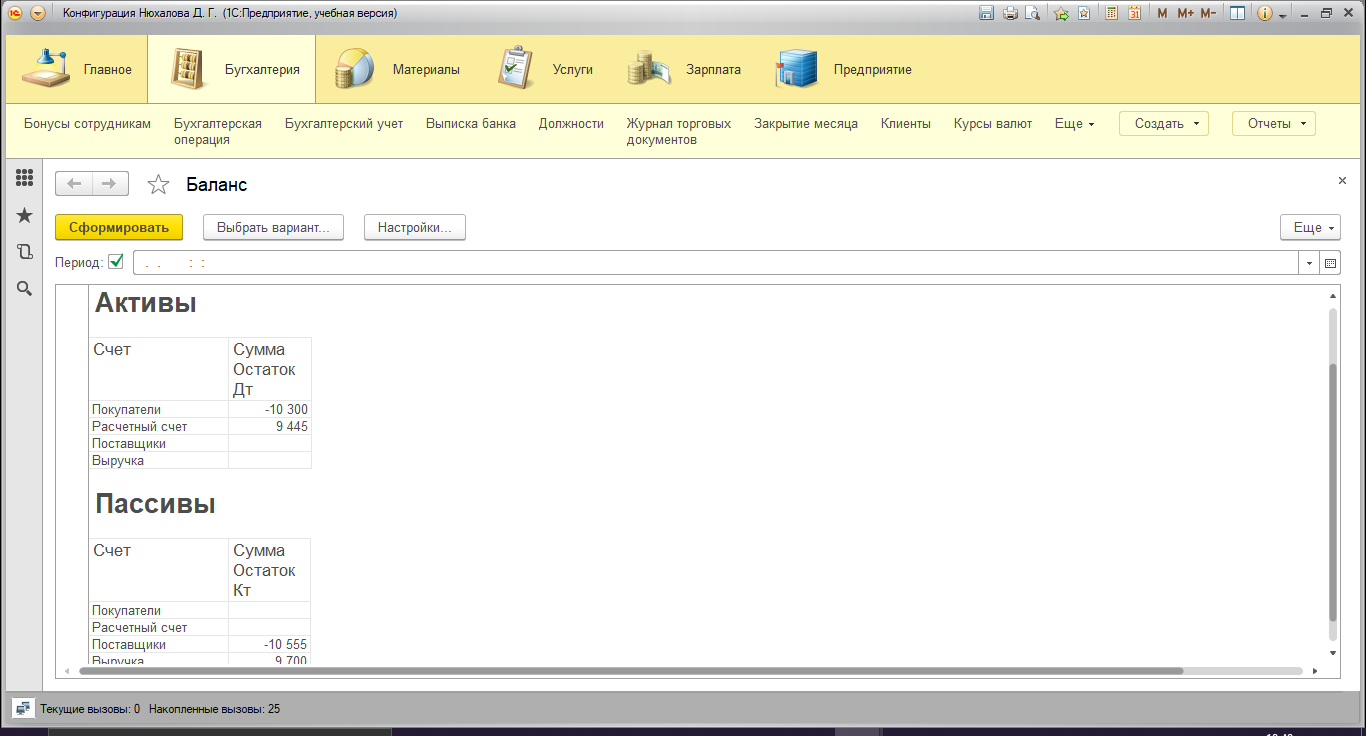 Конфигурация Нюхалова Д. Г. (1С:Предприятие, учебная версия)
M M+ M-
31
Главное Бугхалтерия Материалы Услуги Зарплата Предприятие
Бонусы сотрудникам Бухгалтерская операция Бухгалтерский учет Выписка банка Должности Журнал торговых документов Закрытие месяца Клиенты Курсы валют Еще Создать Отчеты
Баланс
Сформировать Выбрать вариант... Настройки... Еще
Период: . . : :
Активы
Счет Сумма Остаток Дт
Покупатели -10 300
Расчетный счет 9 445
Поставщики
Выручка
Пассивы
Счет Сумма Остаток Кт
Покупатели
Расчетный счет
Поставщики -10 555
Выручка 9 700
Текущие вызовы: 0 Накопленные вызовы: 25